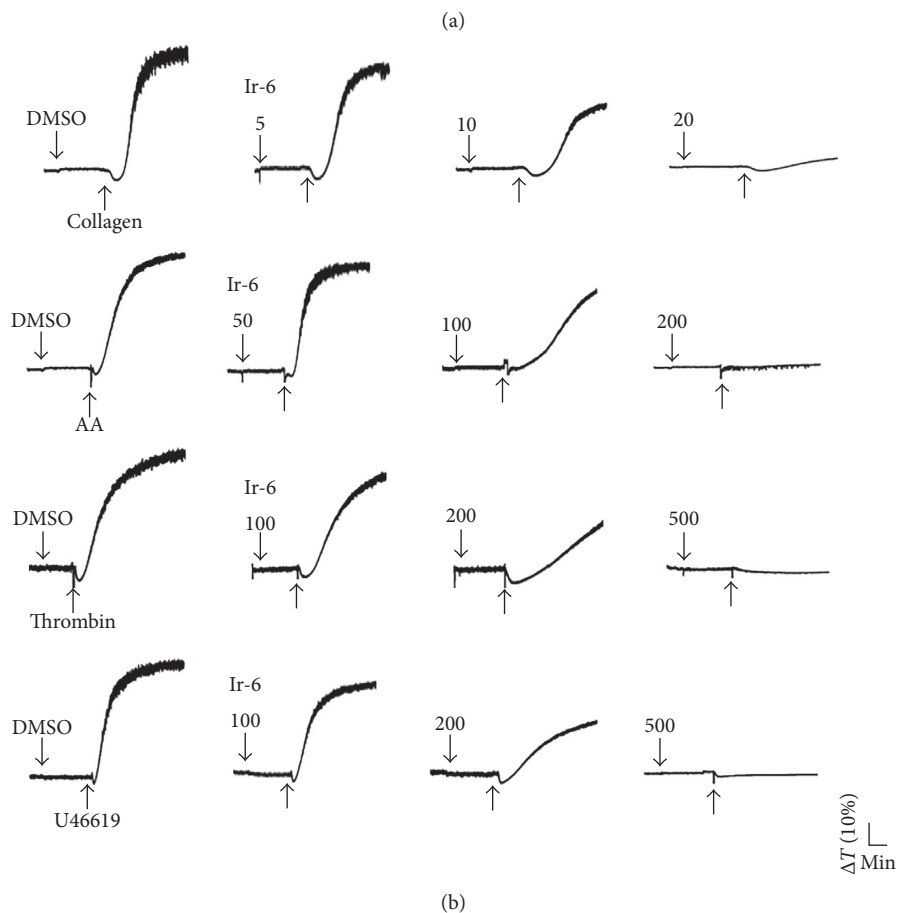 (a)
Ir-6
DMSO
5
10
20
Collagen
Ir-6
DMSO
50
100
200
AA
Ir-6
DMSO
100
200
500
Thrombin
Ir-6
DMSO
100
200
500
U46619
ΔT (10%)
Min
(b)